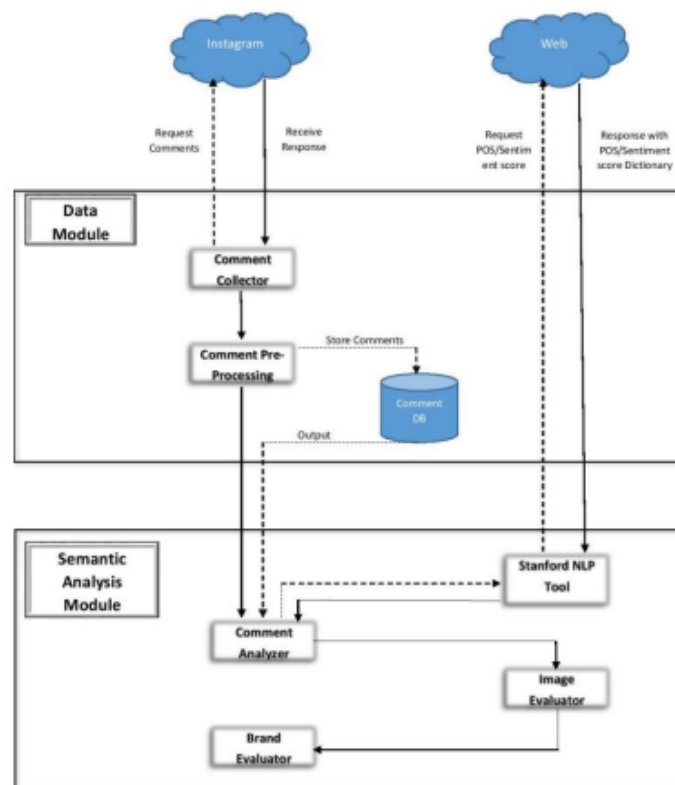 Instagram
Web
Request
Comments
Receive
Response
Request
POS/Sentim
ent score
Response with
POS/Sentiment
score Dictionary
Data
Module
Comment
Collector
Comment Pre-
Processing
Store Comments
Comment
DB
Output
Semantic
Analysis
Module
Stanford NLP
Tool
Comment
Analyzer
Image
Evaluator
Brand
Evaluator